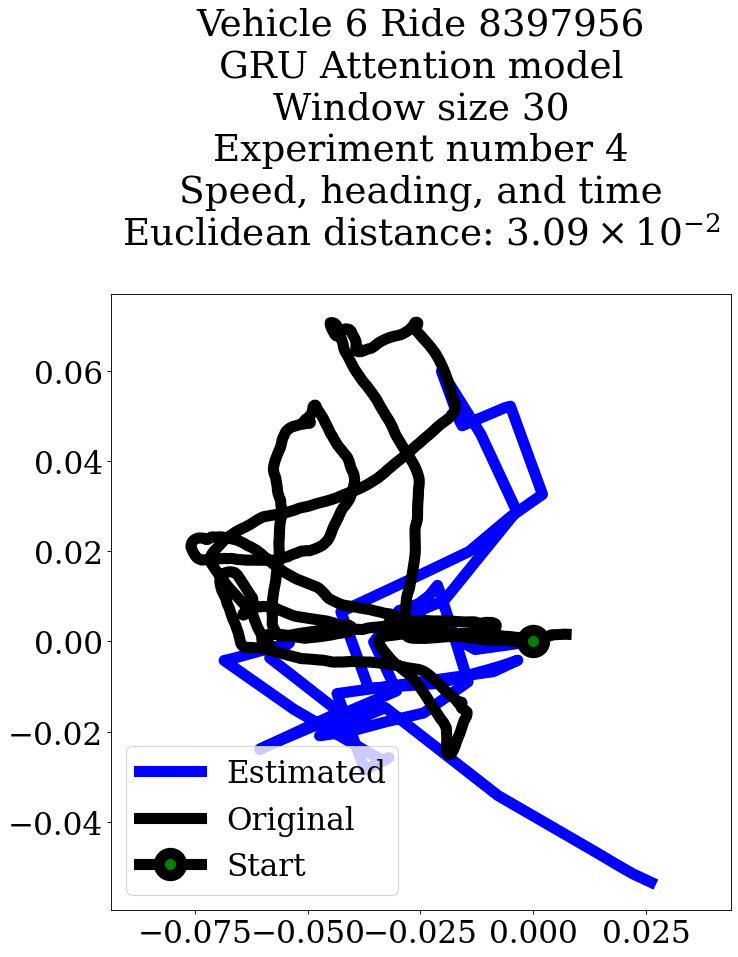 Vehicle 6 Ride 8397956
GRU Attention model
Window size 30
Experiment number 4
Speed, heading, and time
Euclidean distance: 3.09 × 10⁻²
0.06
0.04
0.02
0.00
−0.02
−0.04
Estimated
Original
Start
−0.075 −0.050 −0.025 0.000 0.025